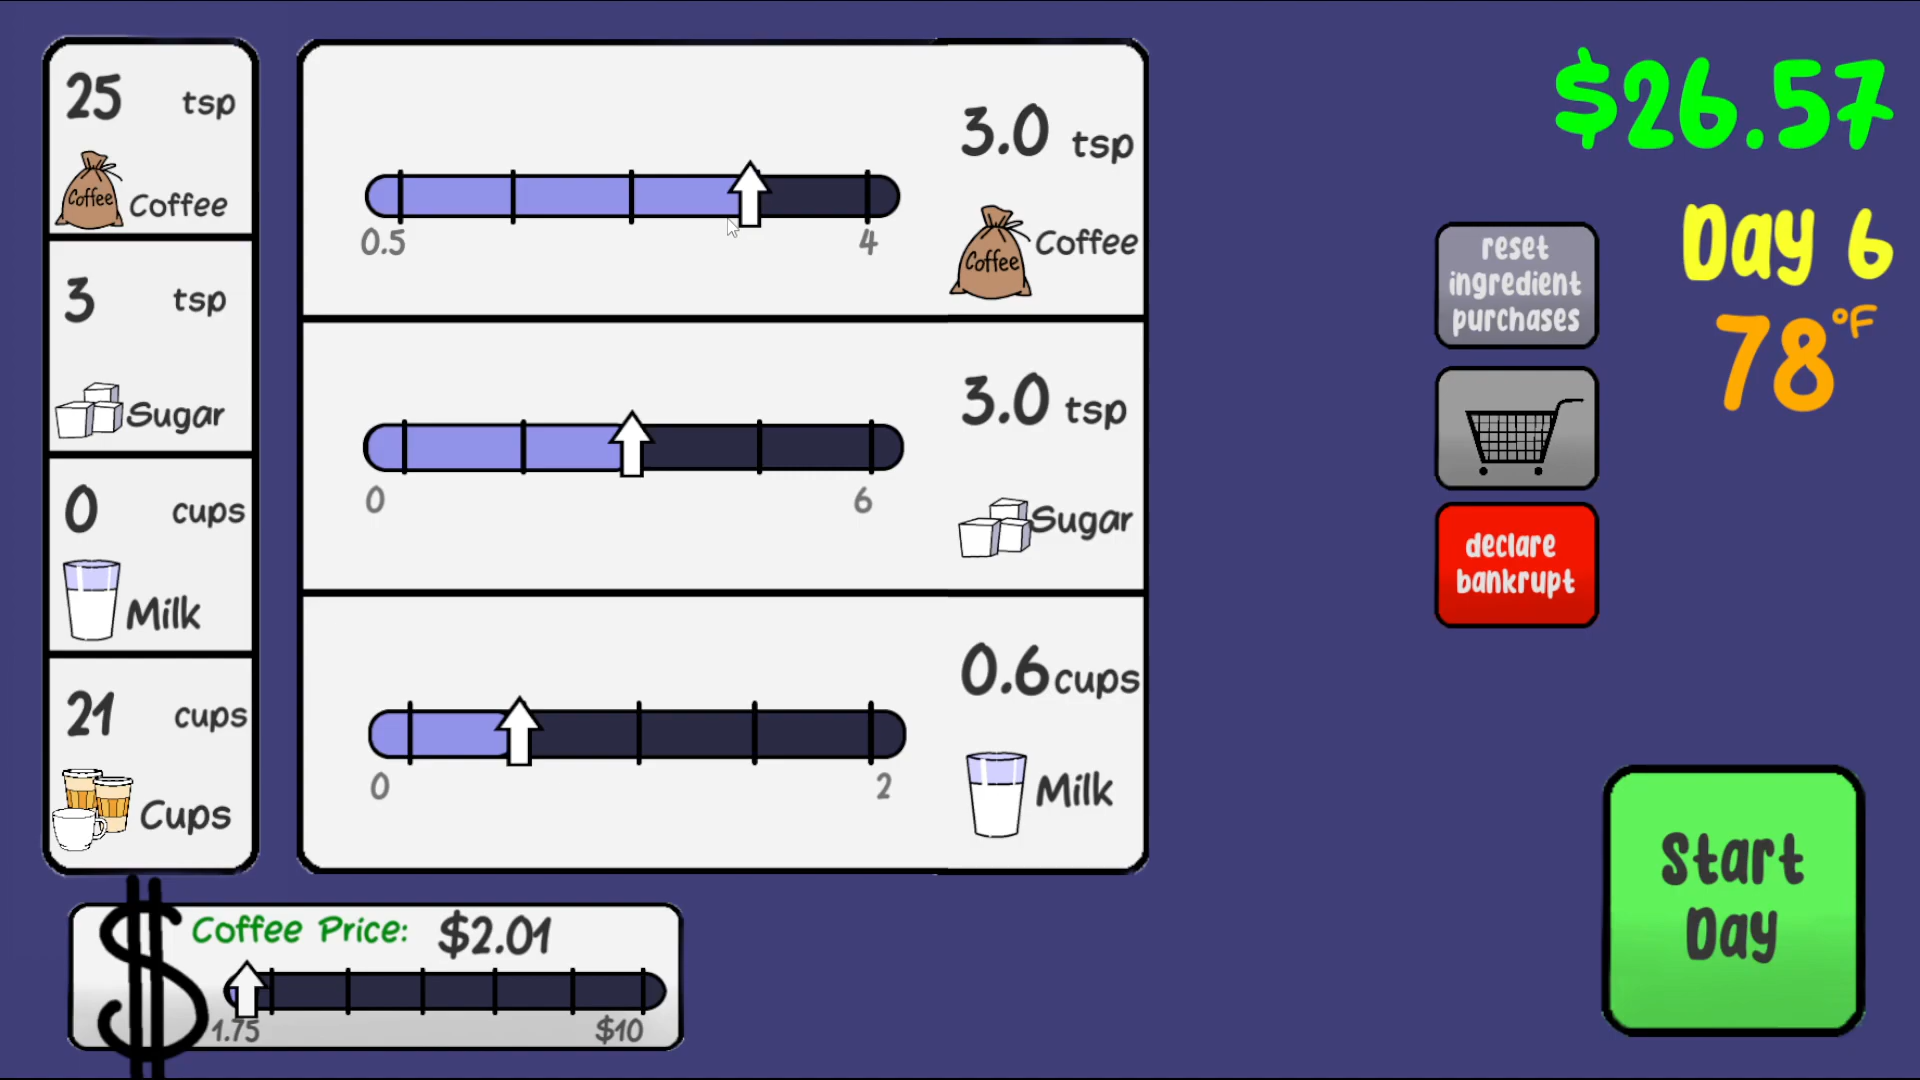 25 tsp
Coffee
Coffee
3 tsp
Sugar
0 cups
Milk
21 cups
Cups
3.0 tsp
0.5 4
Coffee
Coffee
3.0 tsp
0 6
Sugar
0.6 cups
0 2
Milk
$ Coffee Price: $2.01
1.75 $10
$26.57
Day 6
78°F
reset
ingredient
purchases
declare
bankrupt
Start
Day